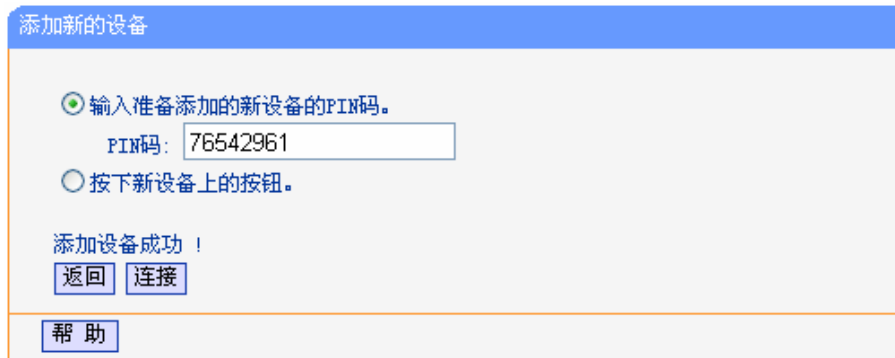 添加新的设备
输入准备添加的新设备的PIN码。
PIN码: 76542961
按下新设备上的按钮。
添加设备成功 !
返回 连接
帮 助